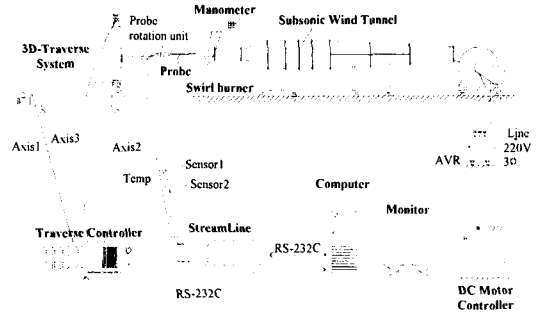 Manometer
Probe
rotation unit
Subsonic Wind Tunnel
3D-Traverse
System
Probe
Swirl burner
Axis1
Axis3
Axis2
Line
220V
AVR
3Φ
Sensor1
Temp
Sensor2
Computer
Monitor
Traverse Controller
StreamLine
RS-232C
RS-232C
DC Motor
Controller